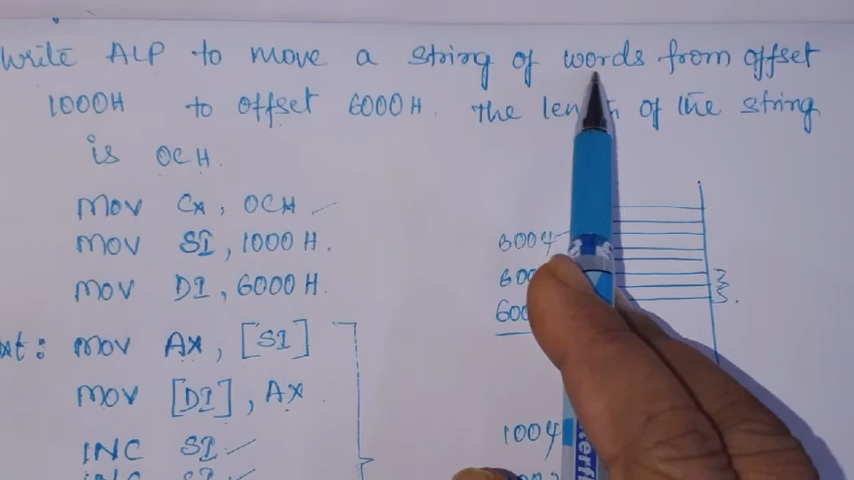 Write ALP to move a string of words from offset
1000H to offset 6000H. The of the string
is 0CH.
Mov CX, 0CH
Mov SI, 1000H.
Mov DI, 6000H.
6004
Mov AX, [SI]
Mov [DI], AX
INC SI
1004